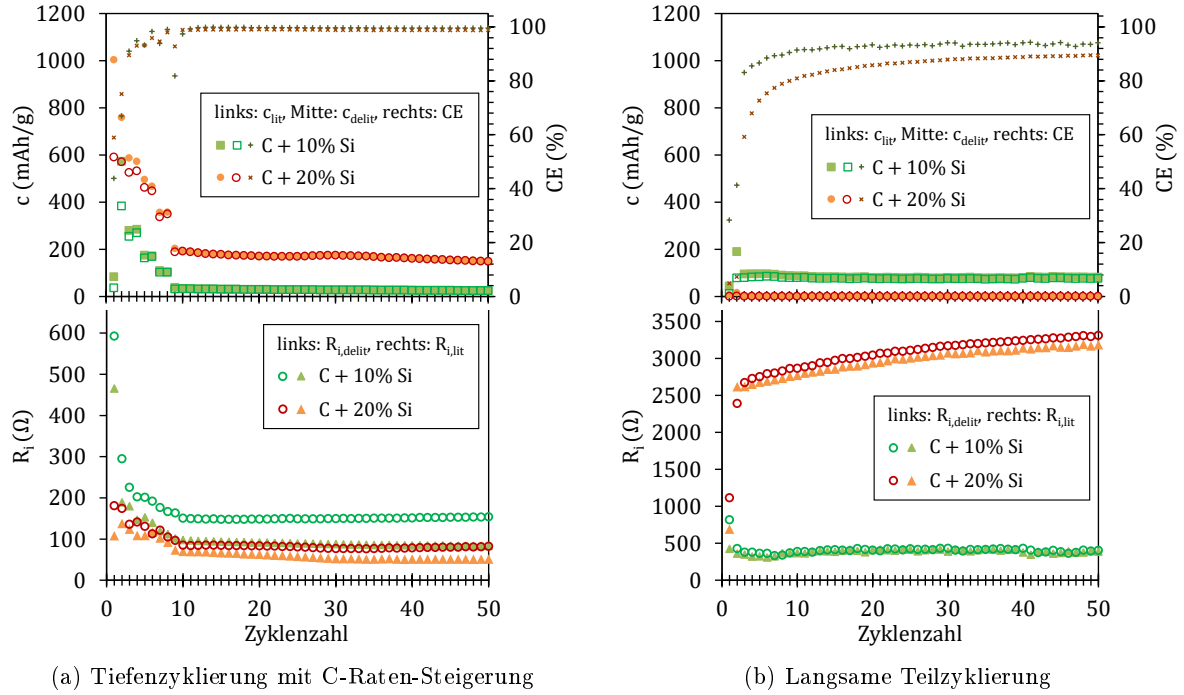 1200
1000
800
600
400
200
0
c (mAh/g)
100
80
60
40
20
0
CE (%)
links: c_lit, Mitte: c_delit, rechts: CE
C + 10% Si
C + 20% Si
600
500
400
300
200
100
0
R_i (Ω)
links: R_i,delit, rechts: R_i,lit
C + 10% Si
C + 20% Si
0 10 20 30 40 50
Zyklenzahl
(a) Tiefenzyklierung mit C-Raten-Steigerung
1200
1000
800
600
400
200
0
c (mAh/g)
100
80
60
40
20
0
CE (%)
links: c_lit, Mitte: c_delit, rechts: CE
C + 10% Si
C + 20% Si
3500
3000
2500
2000
1500
1000
500
0
R_i (Ω)
links: R_i,delit, rechts: R_i,lit
C + 10% Si
C + 20% Si
0 10 20 30 40 50
Zyklenzahl
(b) Langsame Teilzyklierung